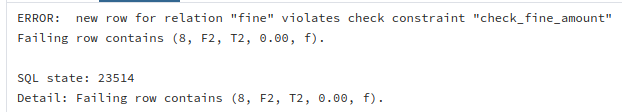 ERROR:  new row for relation "fine" violates check constraint "check_fine_amount"
Failing row contains (8, F2, T2, 0.00, f).

SQL state: 23514
Detail: Failing row contains (8, F2, T2, 0.00, f).